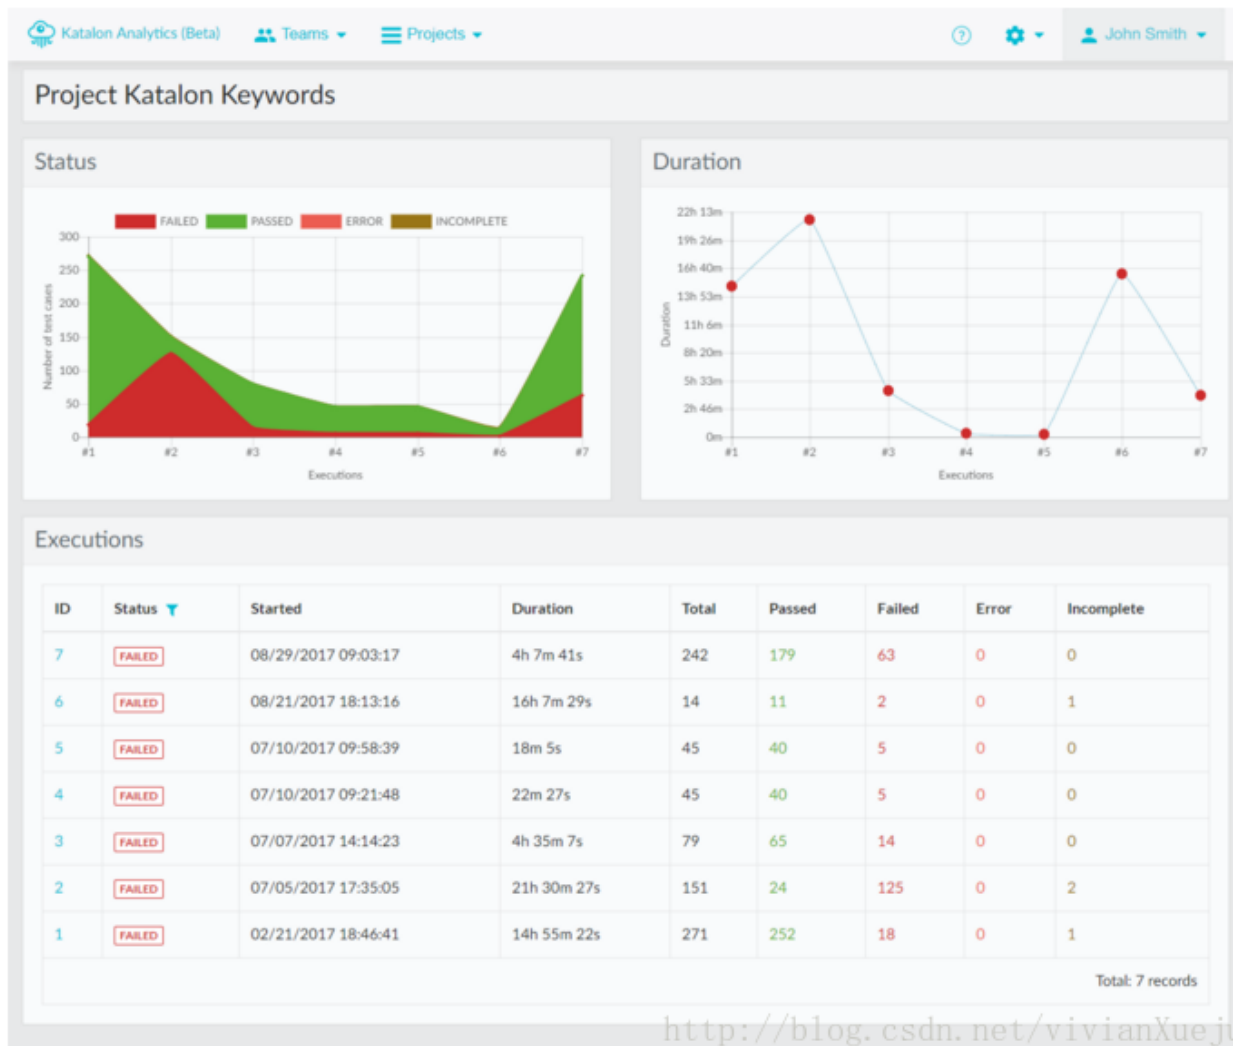 Katalon Analytics (Beta) Teams Projects ? John Smith
Project Katalon Keywords
Status
FAILED PASSED ERROR INCOMPLETE
300
250
200
150
100
50
0
Number of test cases
#1 #2 #3 #4 #5 #6 #7
Executions
Duration
22h 13m
19h 26m
16h 40m
13h 53m
11h 6m
8h 20m
5h 33m
2h 46m
0m
Duration
#1 #2 #3 #4 #5 #6 #7
Executions
Executions
ID Status Started Duration Total Passed Failed Error Incomplete
7 FAILED 08/29/2017 09:03:17 4h 7m 41s 242 179 63 0 0
6 FAILED 08/21/2017 18:13:16 16h 7m 29s 14 11 2 0 1
5 FAILED 07/10/2017 09:58:39 18m 5s 45 40 5 0 0
4 FAILED 07/10/2017 09:21:48 22m 27s 45 40 5 0 0
3 FAILED 07/07/2017 14:14:23 4h 35m 7s 79 65 14 0 0
2 FAILED 07/05/2017 17:35:05 21h 30m 27s 151 24 125 0 2
1 FAILED 02/21/2017 18:46:41 14h 55m 22s 271 252 18 0 1
Total: 7 records
http://blog.csdn.net/vivianXueju